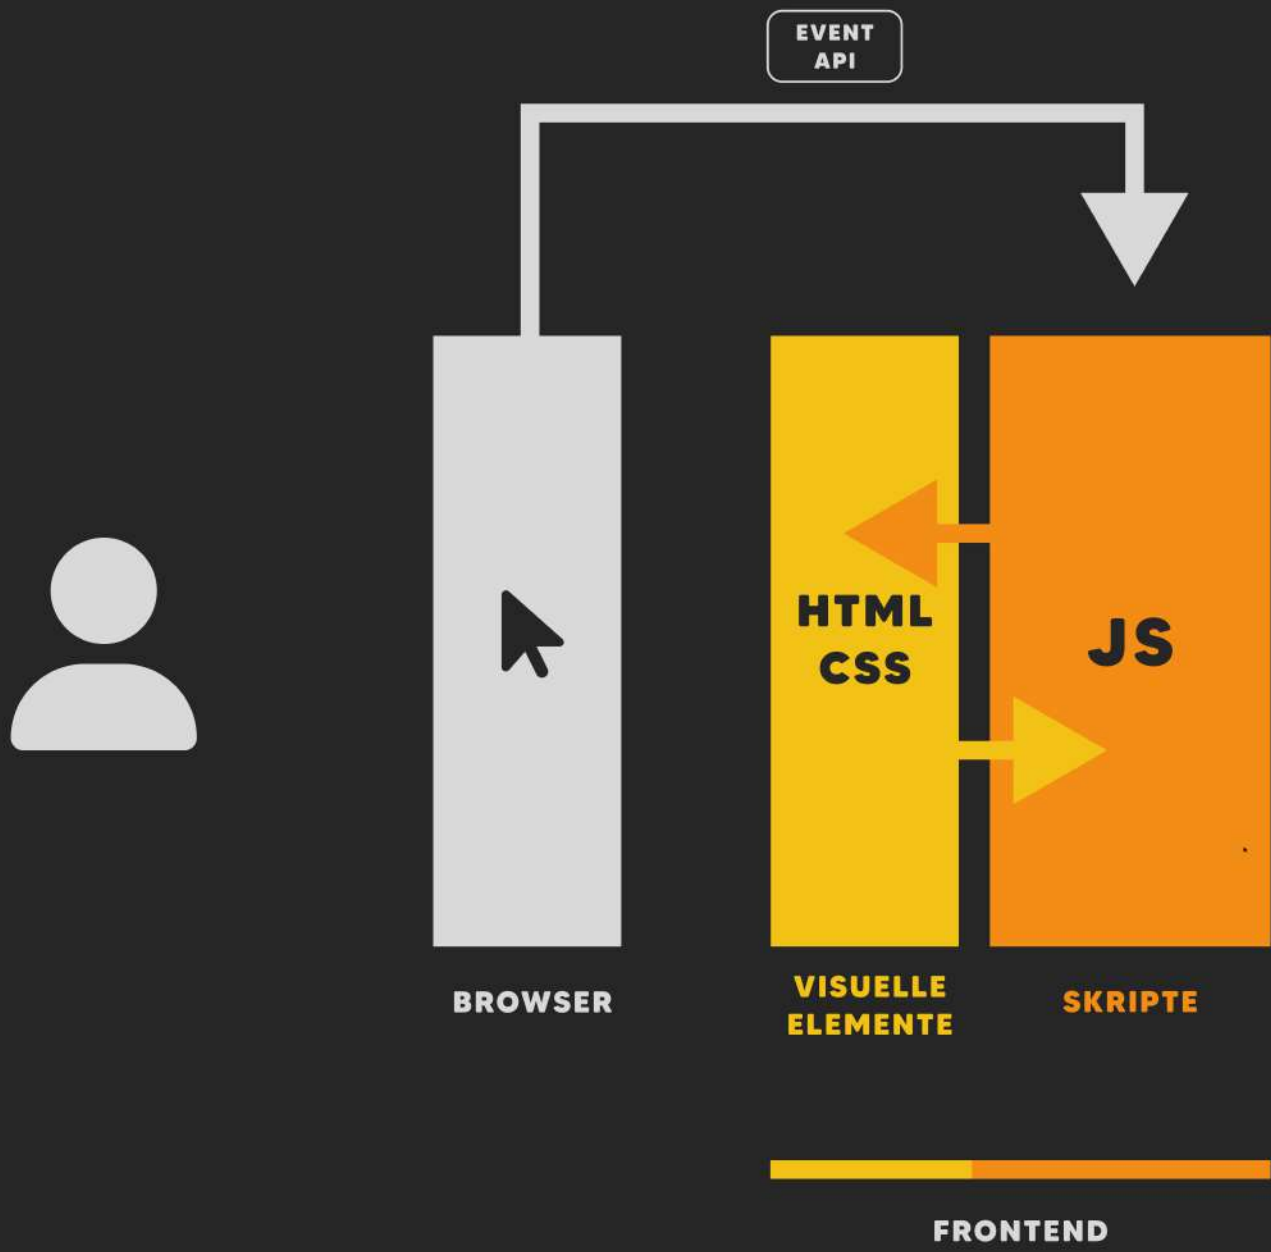 EVENT
API
HTML
CSS
JS
BROWSER
VISUELLE
ELEMENTE
SKRIPTE
FRONTEND